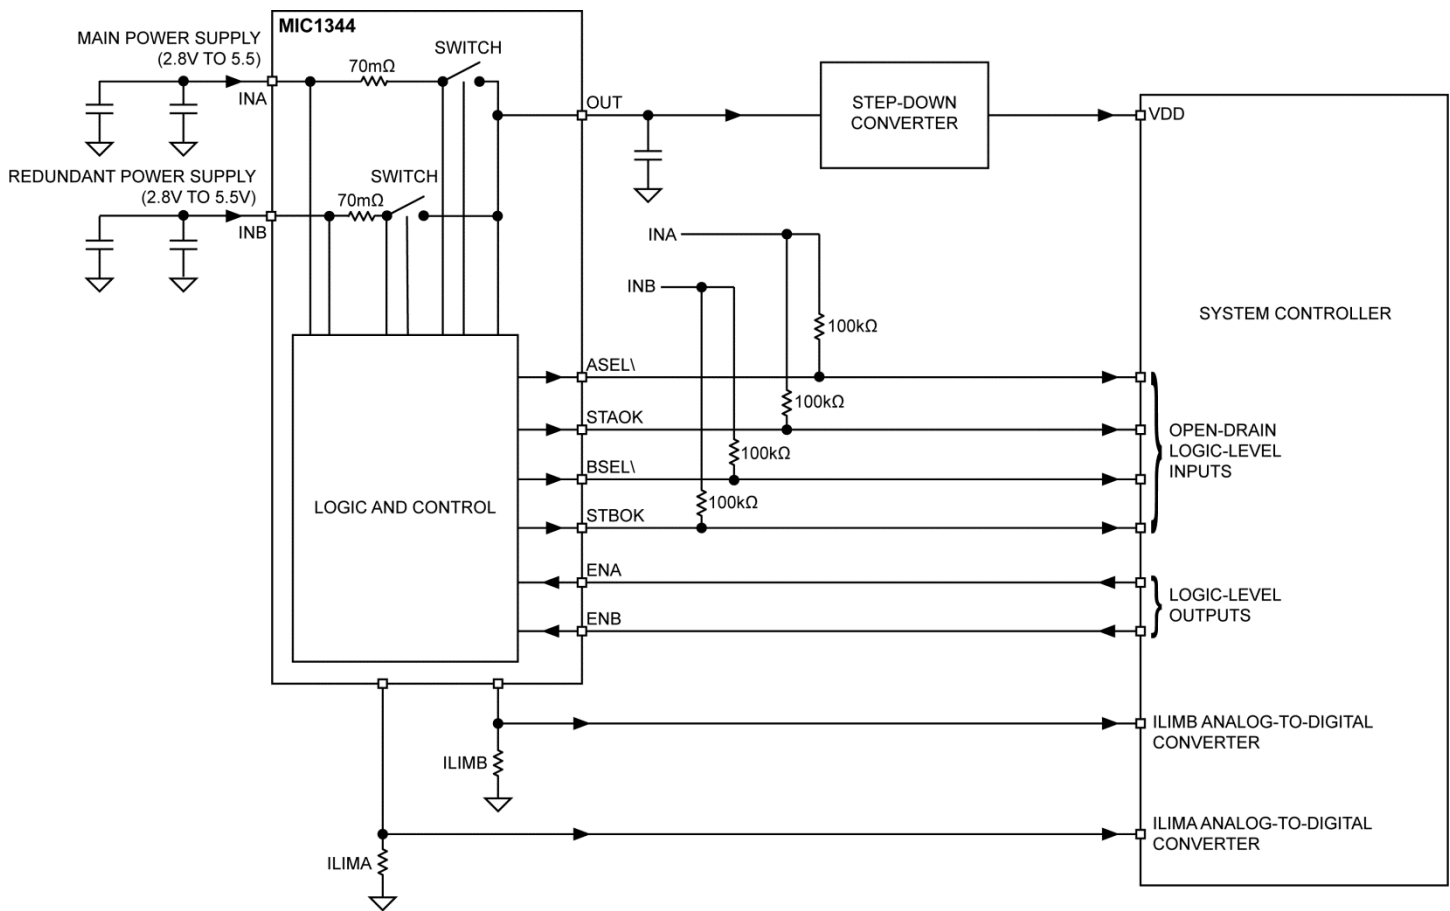 MIC1344
MAIN POWER SUPPLY
(2.8V TO 5.5)
SWITCH
70mΩ
INA
OUT
STEP-DOWN
CONVERTER
VDD
REDUNDANT POWER SUPPLY
(2.8V TO 5.5V)
SWITCH
70mΩ
INB
INA
INB
SYSTEM CONTROLLER
100kΩ
ASEL\
100kΩ
STAOK
100kΩ
BSEL\
100kΩ
STBOK
OPEN-DRAIN
LOGIC-LEVEL
INPUTS
LOGIC AND CONTROL
ENA
ENB
LOGIC-LEVEL
OUTPUTS
ILIMB ANALOG-TO-DIGITAL
CONVERTER
ILIMB
ILIMA ANALOG-TO-DIGITAL
CONVERTER
ILIMA